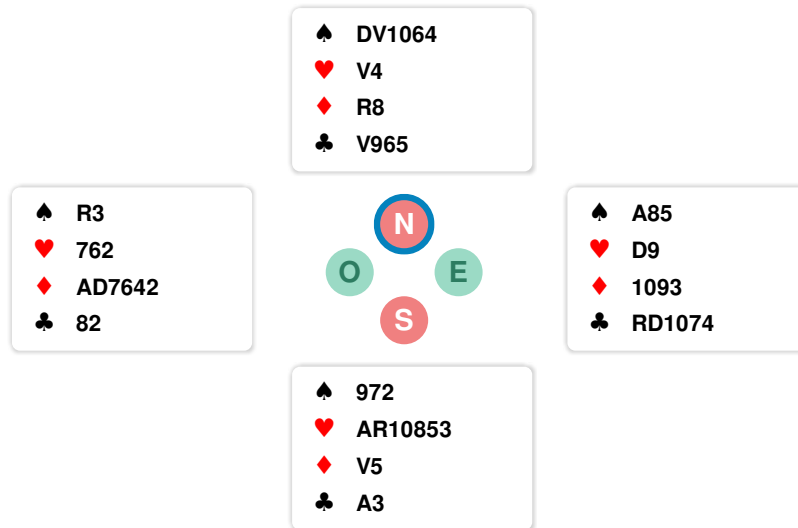 ♠ DV1064
♥ V4
♦ R8
♣ V965
♠ R3
♥ 762
♦ AD7642
♣ 82
N
O E
S
♠ A85
♥ D9
♦ 1093
♣ RD1074
♠ 972
♥ AR10853
♦ V5
♣ A3